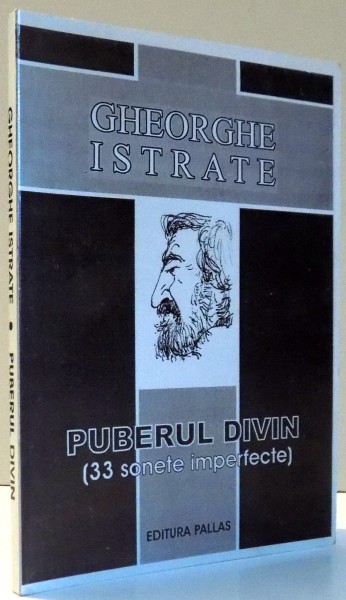 GHEORGHE
ISTRATE
PUBERUL DIVIN
(33 sonete imperfecte)
EDITURA PALLAS
GHEORGHE ISTRATE • PUBERUL DIVIN